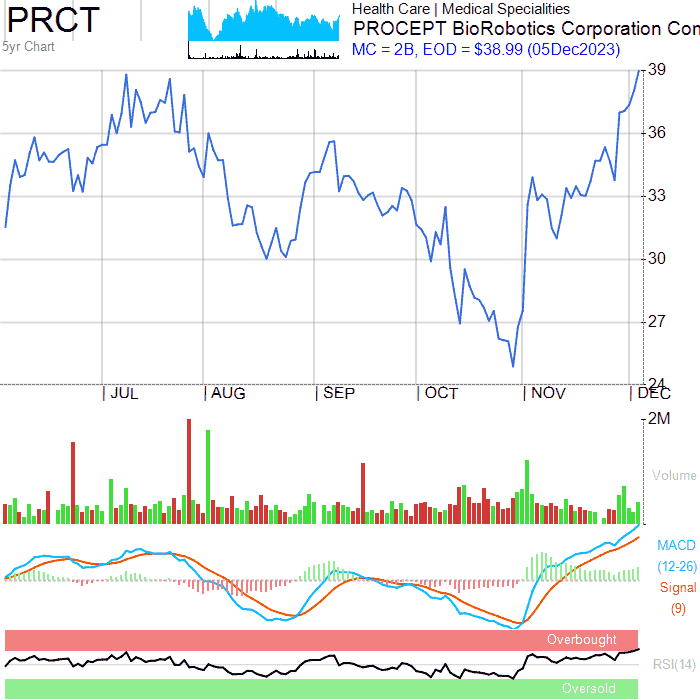 PRCT
5yr Chart
Health Care | Medical Specialities
PROCEPT BioRobotics Corporation Con
MC = 2B, EOD = $38.99 (05Dec2023)
39
36
33
30
27
24
JUL
AUG
SEP
OCT
NOV
DEC
2M
Volume
MACD
(12-26)
Signal
(9)
Overbought
RSI(14)
Oversold